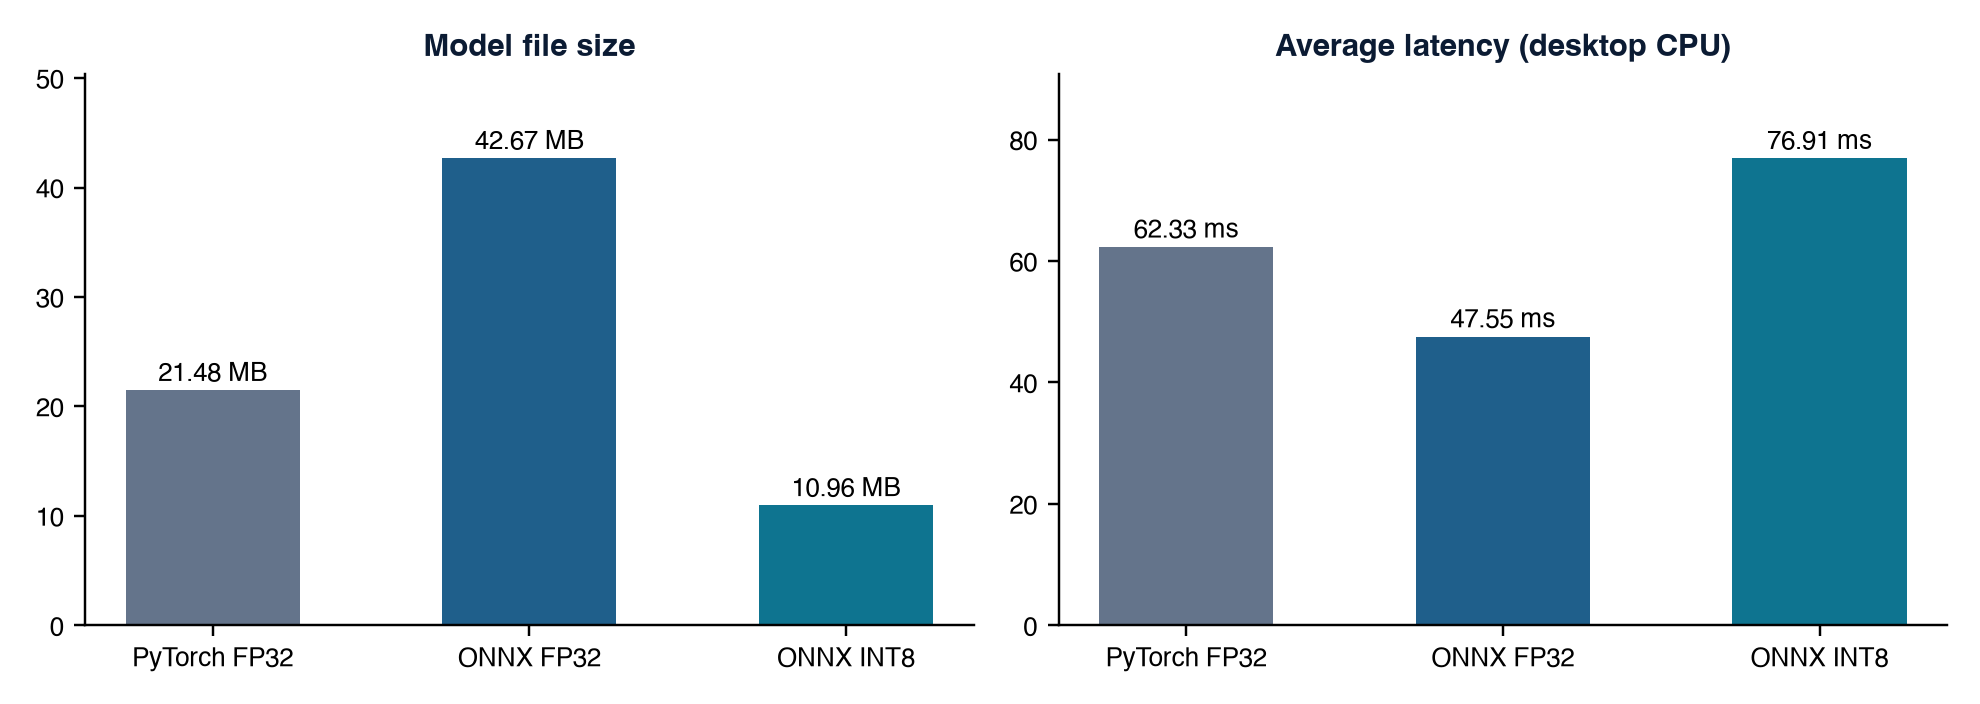 Model file size
50
40
30
20
10
0
42.67 MB
21.48 MB
10.96 MB
PyTorch FP32 ONNX FP32 ONNX INT8
Average latency (desktop CPU)
80
60
40
20
0
76.91 ms
62.33 ms
47.55 ms
PyTorch FP32 ONNX FP32 ONNX INT8